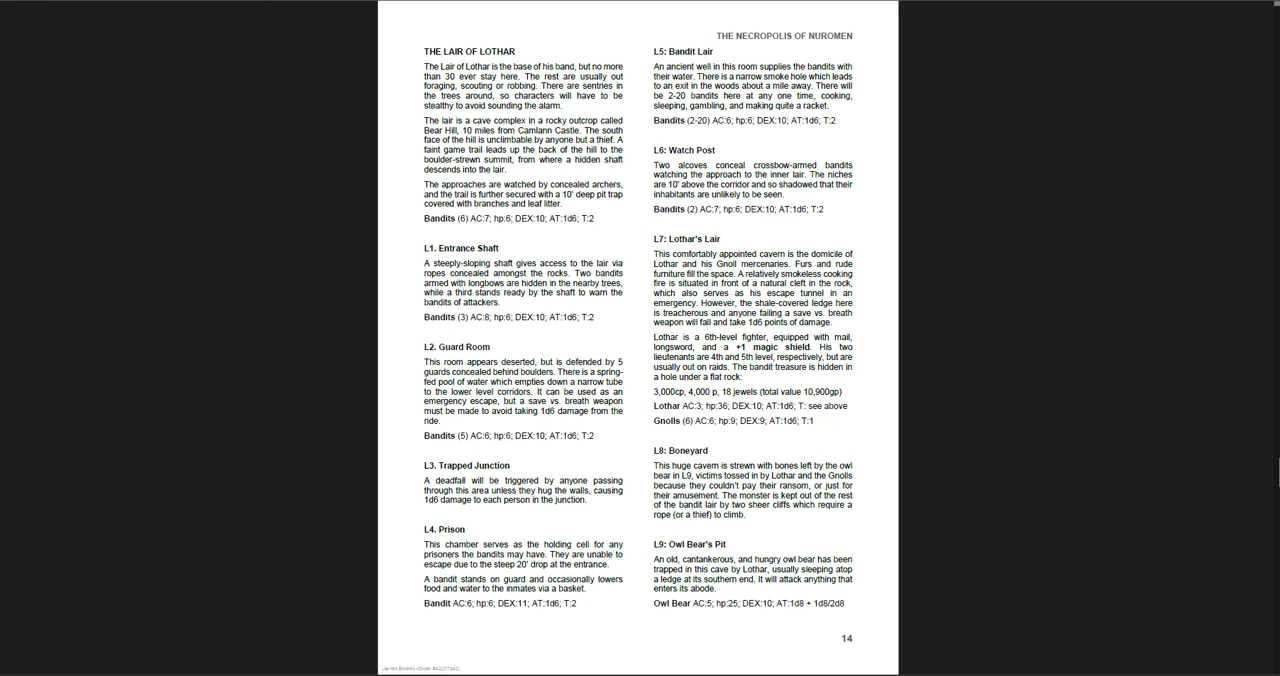 THE NECROPOLIS OF NUROMEN
THE LAIR OF LOTHAR
The Lair of Lothar is the base of his band, but no more
than 30 ever stay here. The rest are usually out
foraging, scouting or robbing. There are sentries in
the trees around, so characters will have to be
stealthy to avoid sounding the alarm.
The lair is a cave complex in a rocky outcrop called
Bear Hill, 10 miles from Camlann Castle. The south
face of the hill is unclimbable by anyone but a thief. A
faint game trail leads up the back of the hill to the
boulder-strewn summit, from where a hidden shaft
descends into the lair.
The approaches are watched by concealed archers,
and the trail is further secured with a 10' deep pit trap
covered with branches and leaf litter.
Bandits (6) AC:7; hp:6; DEX:10; AT:1d6; T:2
L1. Entrance Shaft
A steeply-sloping shaft gives access to the lair via
ropes concealed amongst the rocks. Two bandits
armed with longbows are hidden in the nearby trees,
while a third stands ready by the shaft to warn the
bandits of attackers.
Bandits (3) AC:8; hp:6; DEX:10; AT:1d6; T:2
L2. Guard Room
This room appears deserted, but is defended by 5
guards concealed behind boulders. There is a spring-
fed pool of water which empties down a narrow tube
to the lower level corridors. It can be used as an
emergency escape, but a save vs. breath weapon
must be made to avoid taking 1d6 damage from the
ride.
Bandits (5) AC:6; hp:6; DEX:10; AT:1d6; T:2
L3. Trapped Junction
A deadfall will be triggered by anyone passing
through this area unless they hug the walls, causing
1d6 damage to each person in the junction.
L4. Prison
This chamber serves as the holding cell for any
prisoners the bandits may have. They are unable to
escape due to the steep 20' drop at the entrance.
A bandit stands on guard and occasionally lowers
food and water to the inmates via a basket.
Bandit AC:6; hp:6; DEX:11; AT:1d6; T:2
L5: Bandit Lair
An ancient well in this room supplies the bandits with
their water. There is a narrow smoke hole which leads
to an exit in the woods about a mile away. There will
be 2-20 bandits here at any one time, cooking,
sleeping, gambling, and making quite a racket.
Bandits (2-20) AC:6; hp:6; DEX:10; AT:1d6; T:2
L6: Watch Post
Two alcoves conceal crossbow-armed bandits
watching the approach to the inner lair. The niches
are 10' above the corridor and so shadowed that their
inhabitants are unlikely to be seen.
Bandits (2) AC:7; hp:6; DEX:10; AT:1d6; T:2
L7: Lothar's Lair
This comfortably appointed cavern is the domicile of
Lothar and his Gnoll mercenaries. Furs and rude
furniture fill the space. A relatively smokeless cooking
fire is situated in front of a natural cleft in the rock,
which also serves as his escape tunnel in an
emergency. However, the shale-covered ledge here
is treacherous and anyone failing a save vs. breath
weapon will fall and take 1d6 points of damage.
Lothar is a 6th-level fighter, equipped with mail,
longsword, and a +1 magic shield. His two
lieutenants are 4th and 5th level, respectively, but are
usually out on raids. The bandit treasure is hidden in
a hole under a flat rock:
3,000cp, 4,000 p, 18 jewels (total value 10,900gp)
Lothar AC:3; hp:36; DEX:10; AT:1d6; T: see above
Gnolls (6) AC:6; hp:9; DEX:9; AT:1d6; T:1
L8: Boneyard
This huge cavern is strewn with bones left by the owl
bear in L9, victims tossed in by Lothar and the Gnolls
because they couldn't pay their ransom, or just for
their amusement. The monster is kept out of the rest
of the bandit lair by two sheer cliffs which require a
rope (or a thief) to climb.
L9: Owl Bear's Pit
An old, cantankerous, and hungry owl bear has been
trapped in this cave by Lothar, usually sleeping atop
a ledge at its southern end. It will attack anything that
enters its abode.
Owl Bear AC:5; hp:25; DEX:10; AT:1d8 + 1d8/2d8
14
James (Order